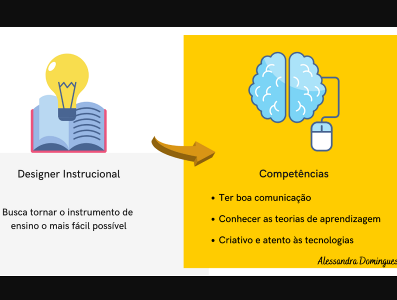 Designer Instrucional
Busca tornar o instrumento de
ensino o mais fácil possível
Competências
Ter boa comunicação
Conhecer as teorias de aprendizagem
Criativo e atento às tecnologias
Alessandra Domingues